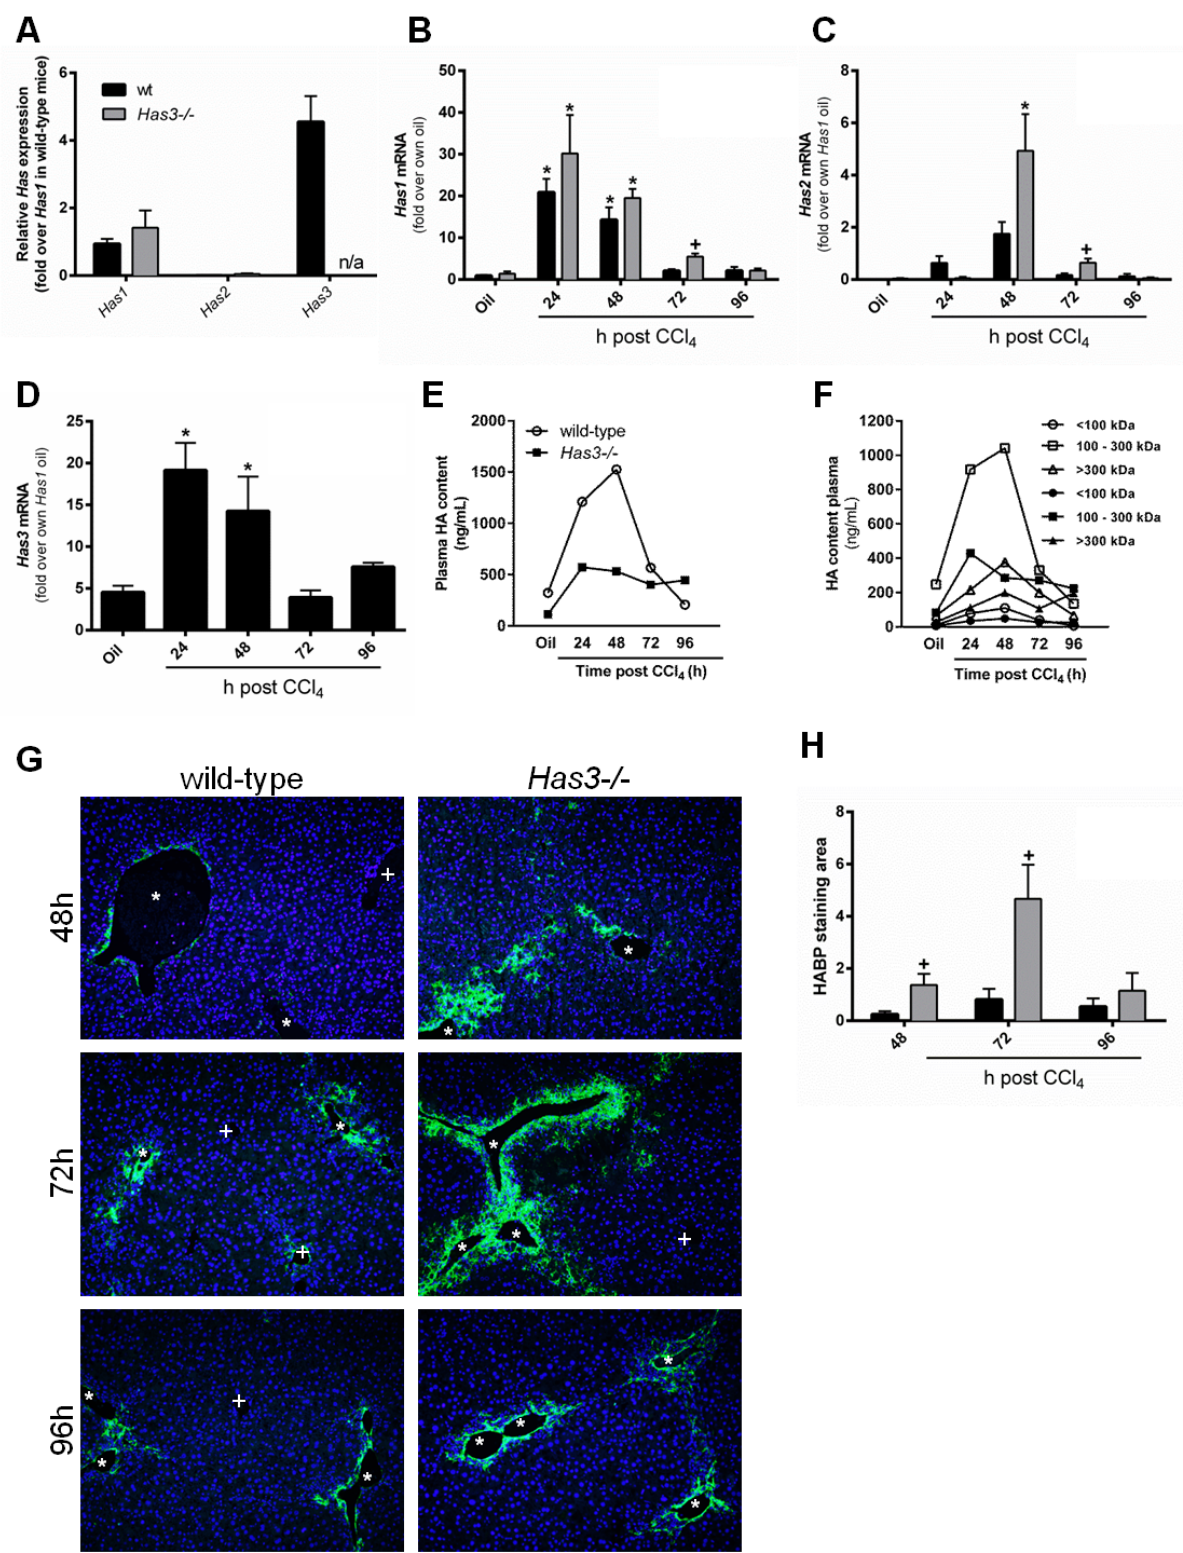 A
Relative Has expression
(fold over Has1 in wild-type mice)
6
4
2
0
wt
Has3-/-
n/a
Has1
Has2
Has3
B
Has1 mRNA
(fold over own oil)
50
40
30
20
10
0
*
*
*
*
+
Oil
24
48
72
96
h post CCl4
C
Has2 mRNA
(fold over own Has1 oil)
8
6
4
2
0
*
+
Oil
24
48
72
96
h post CCl4
D
Has3 mRNA
(fold over own Has1 oil)
25
20
15
10
5
0
*
*
Oil
24
48
72
96
h post CCl4
E
Plasma HA content
(ng/mL)
2000
1500
1000
500
0
wild-type
Has3-/-
Oil 24 48 72 96
Time post CCl4 (h)
F
HA content plasma
(ng/mL)
1200
1000
800
600
400
200
0
<100 kDa
100 - 300 kDa
>300 kDa
<100 kDa
100 - 300 kDa
>300 kDa
Oil 24 48 72 96
Time post CCl4 (h)
G
wild-type
Has3-/-
48h
* + *
* * *
72h
* + * +
* * * +
96h
* + * *
* * * *
H
HABP staining area
8
6
4
2
0
+
+
48
72
96
h post CCl4